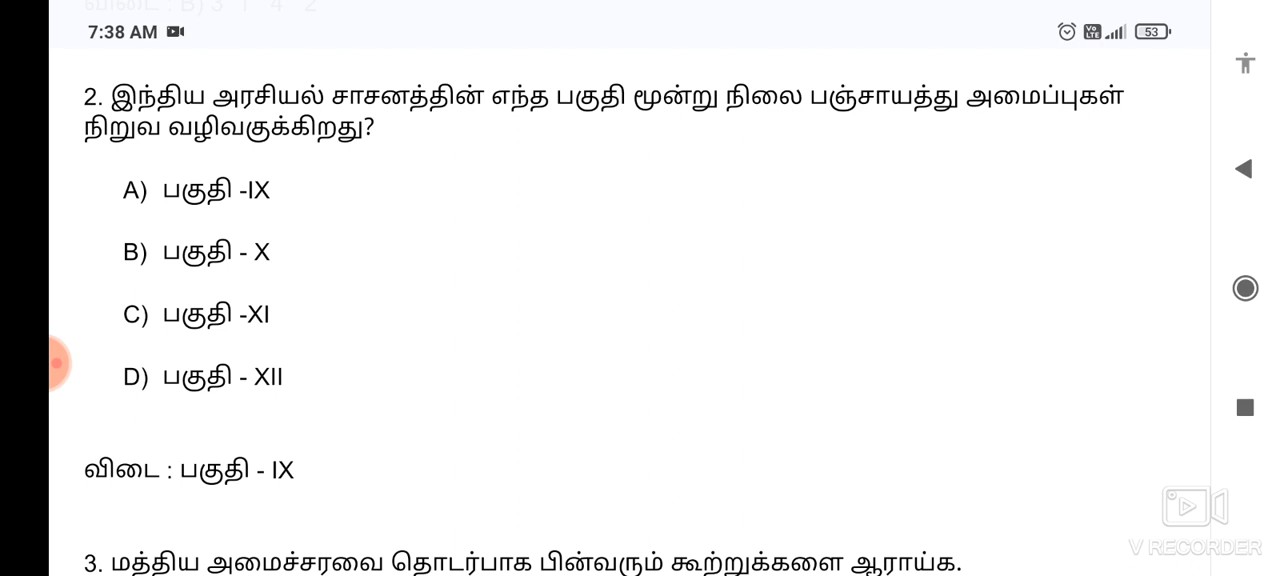 7:38 AM
53
2. இந்திய அரசியல் சாசனத்தின் எந்த பகுதி மூன்று நிலை பஞ்சாயத்து அமைப்புகள்
நிறுவ வழிவகுக்கிறது?
A) பகுதி -IX
B) பகுதி - X
C) பகுதி -XI
D) பகுதி - XII
விடை : பகுதி - IX
V RECORDER
3. மத்திய அமைச்சரவை தொடர்பாக பின்வரும் கூற்றுக்களை ஆராய்க.